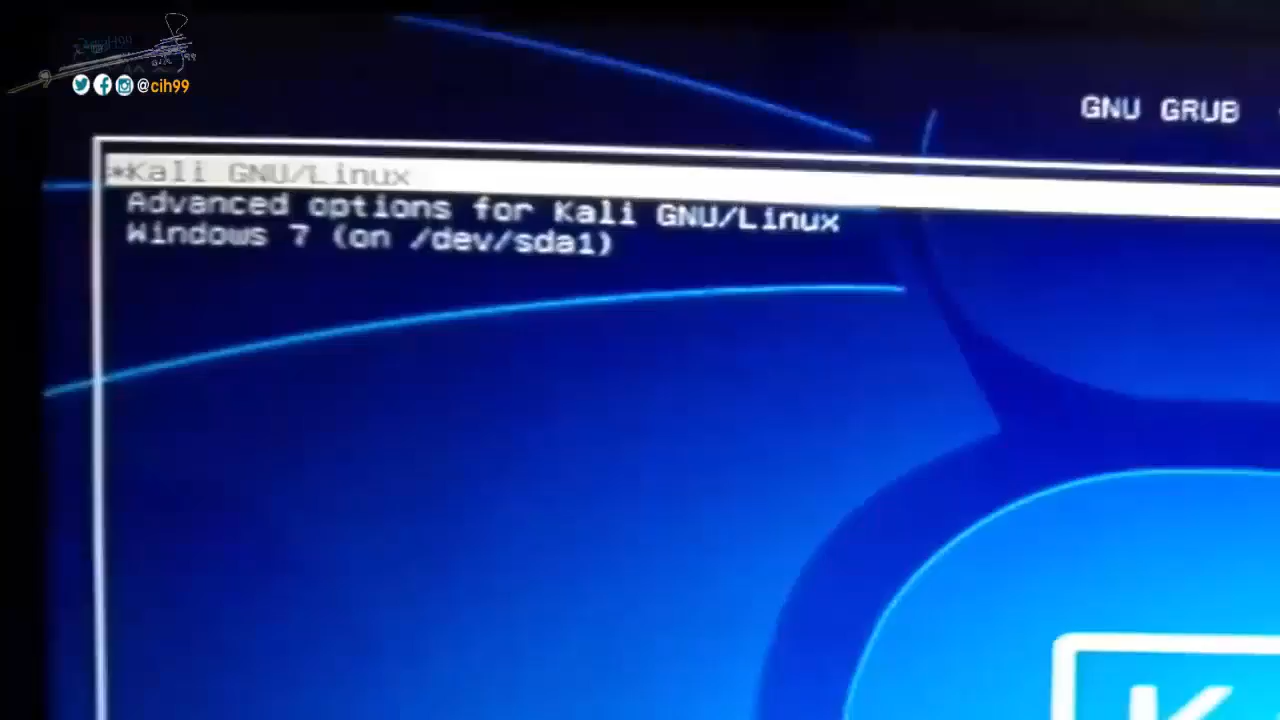 @cih99
GNU GRUB
*Kali GNU/Linux
Advanced options for Kali GNU/Linux
Windows 7 (on /dev/sda1)
K